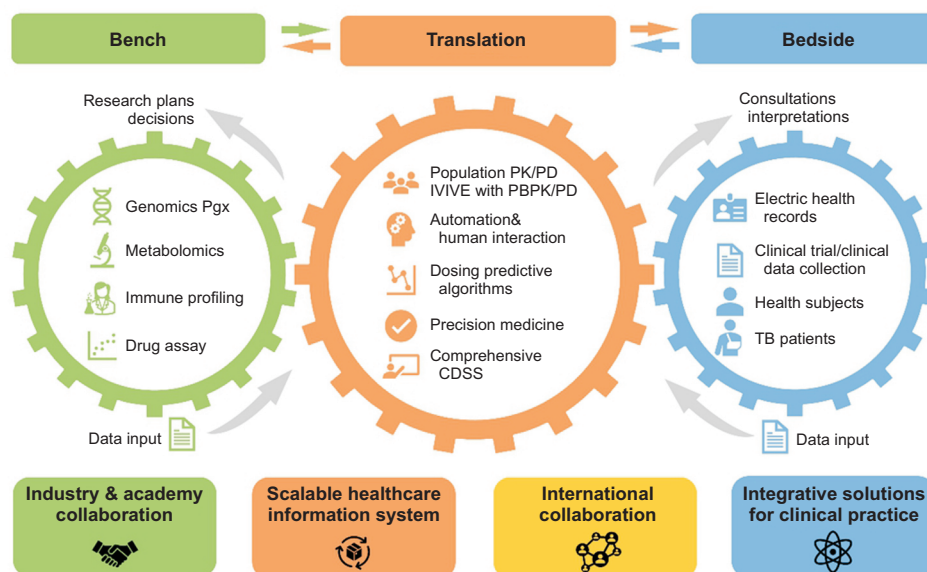 Bench
Translation
Bedside
Research plans
decisions
Consultations
interpretations
Genomics Pgx
Metabolomics
Immune profiling
Drug assay
Data input
Population PK/PD
IVIVE with PBPK/PD
Automation&
human interaction
Dosing predictive
algorithms
Precision medicine
Comprehensive
CDSS
Electric health
records
Clinical trial/clinical
data collection
Health subjects
TB patients
Data input
Industry & academy
collaboration
Scalable healthcare
information system
International
collaboration
Integrative solutions
for clinical practice